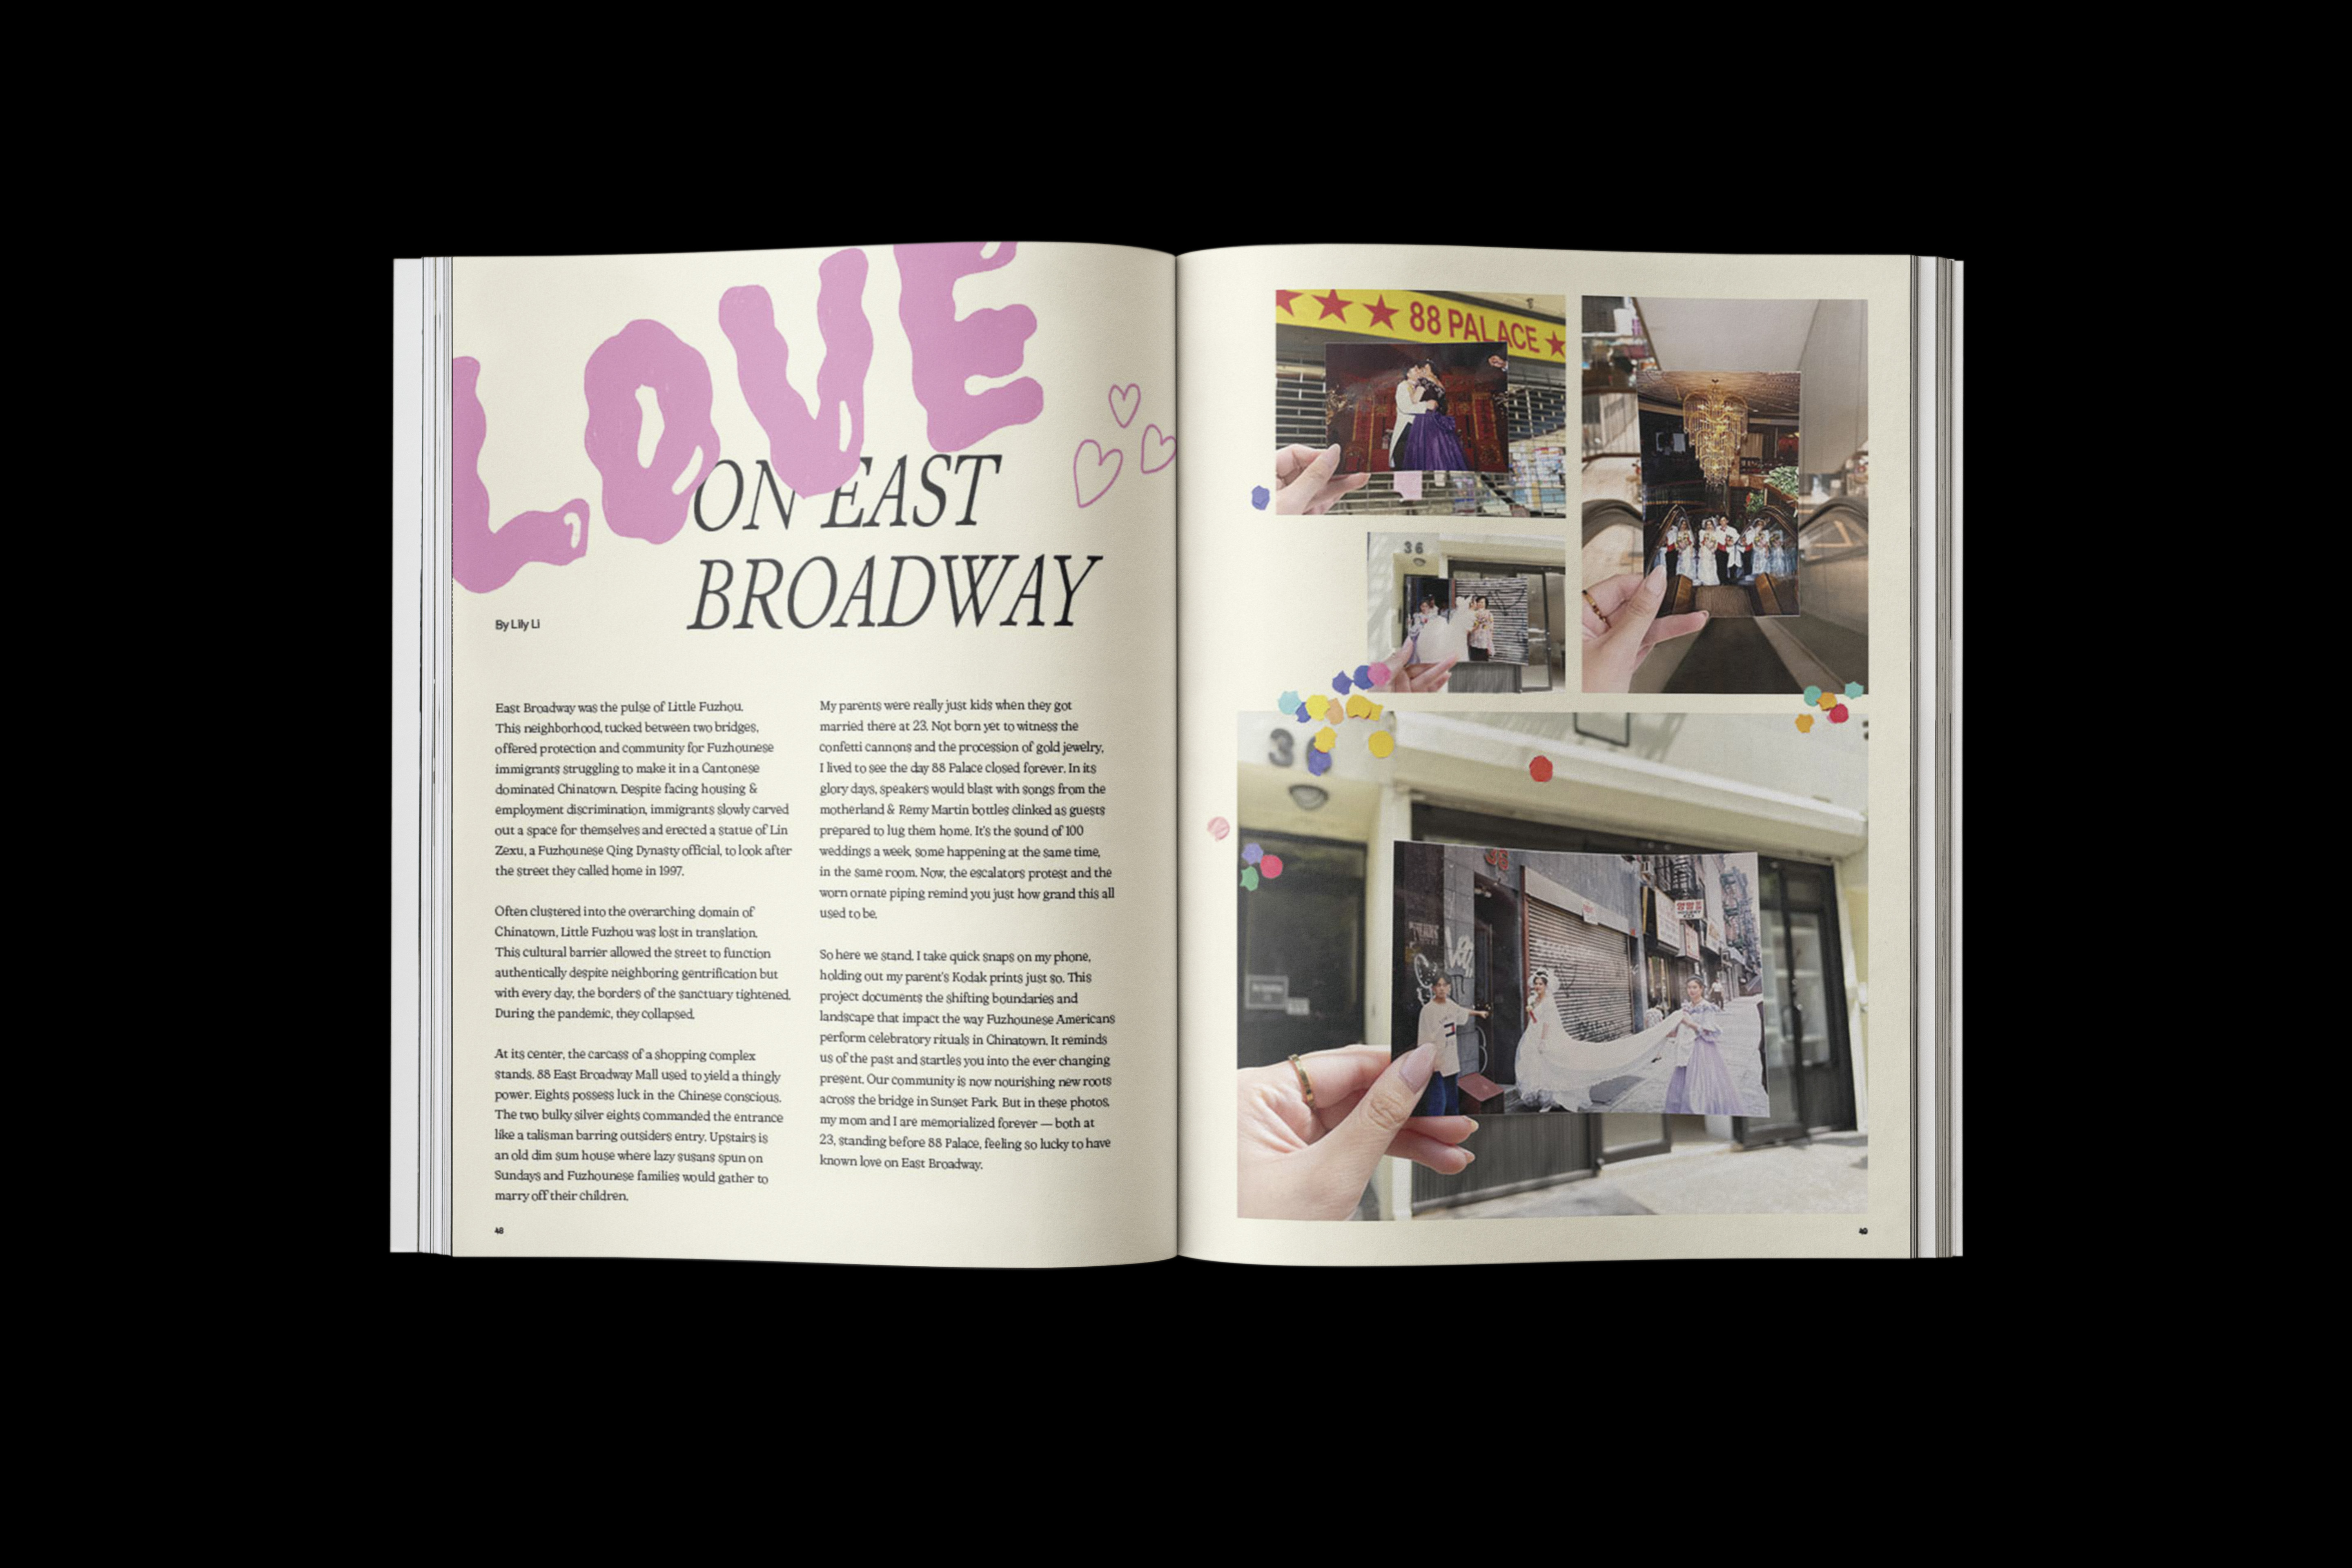 LOVE
ON EAST
BROADWAY
By Lily Li
East Broadway was the pulse of Little Fuzhou.
This neighborhood, tucked between two bridges,
offered protection and community for Fuzhounese
immigrants struggling to make it in a Cantonese
dominated Chinatown. Despite facing housing &
employment discrimination, immigrants slowly carved
out a space for themselves and erected a statue of Lin
Zexu, a Fuzhounese Qing Dynasty official, to look after
the street they called home in 1997.
Often clustered into the overarching domain of
Chinatown, Little Fuzhou was lost in translation.
This cultural barrier allowed the street to function
authentically despite neighboring gentrification but
with every day, the borders of the sanctuary tightened.
During the pandemic, they collapsed.
At its center, the carcass of a shopping complex
stands. 88 East Broadway Mall used to yield a thingly
power. Eights possess luck in the Chinese conscious.
The two bulky silver eights commanded the entrance
like a talisman barring outsiders entry. Upstairs is
an old dim sum house where lazy susans spun on
Sundays and Fuzhounese families would gather to
marry off their children.
My parents were really just kids when they got
married there at 23. Not born yet to witness the
confetti cannons and the procession of gold jewelry,
I lived to see the day 88 Palace closed forever. In its
glory days, speakers would blast with songs from the
motherland & Remy Martin bottles clinked as guests
prepared to lug them home. It's the sound of 100
weddings a week, some happening at the same time,
in the same room. Now, the escalators protest and the
worn ornate piping remind you just how grand this all
used to be.
So here we stand. I take quick snaps on my phone,
holding out my parent's Kodak prints just so. This
project documents the shifting boundaries and
landscape that impact the way Fuzhounese Americans
perform celebratory rituals in Chinatown. It reminds
us of the past and startles you into the ever changing
present. Our community is now nourishing new roots
across the bridge in Sunset Park. But in these photos,
my mom and I are memorialized forever — both at
23, standing before 88 Palace, feeling so lucky to have
known love on East Broadway.
48
88 PALACE
36
36
49